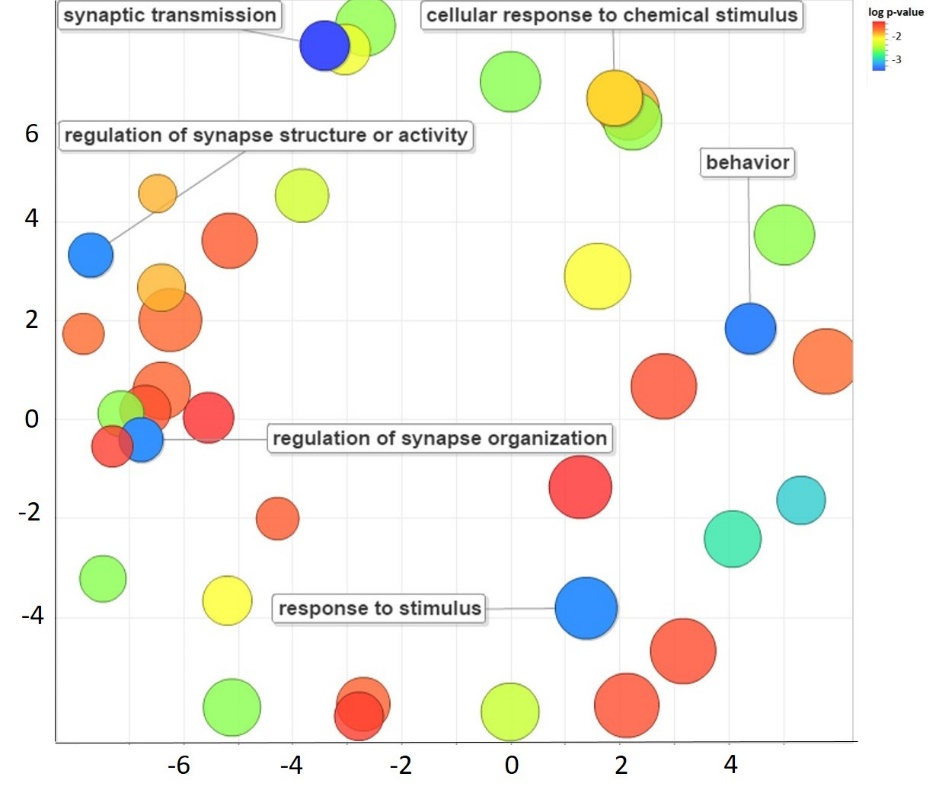 synaptic transmission
cellular response to chemical stimulus
log p-value
-2
-3
6
regulation of synapse structure or activity
behavior
4
2
0
regulation of synapse organization
-2
response to stimulus
-4
-6 -4 -2 0 2 4